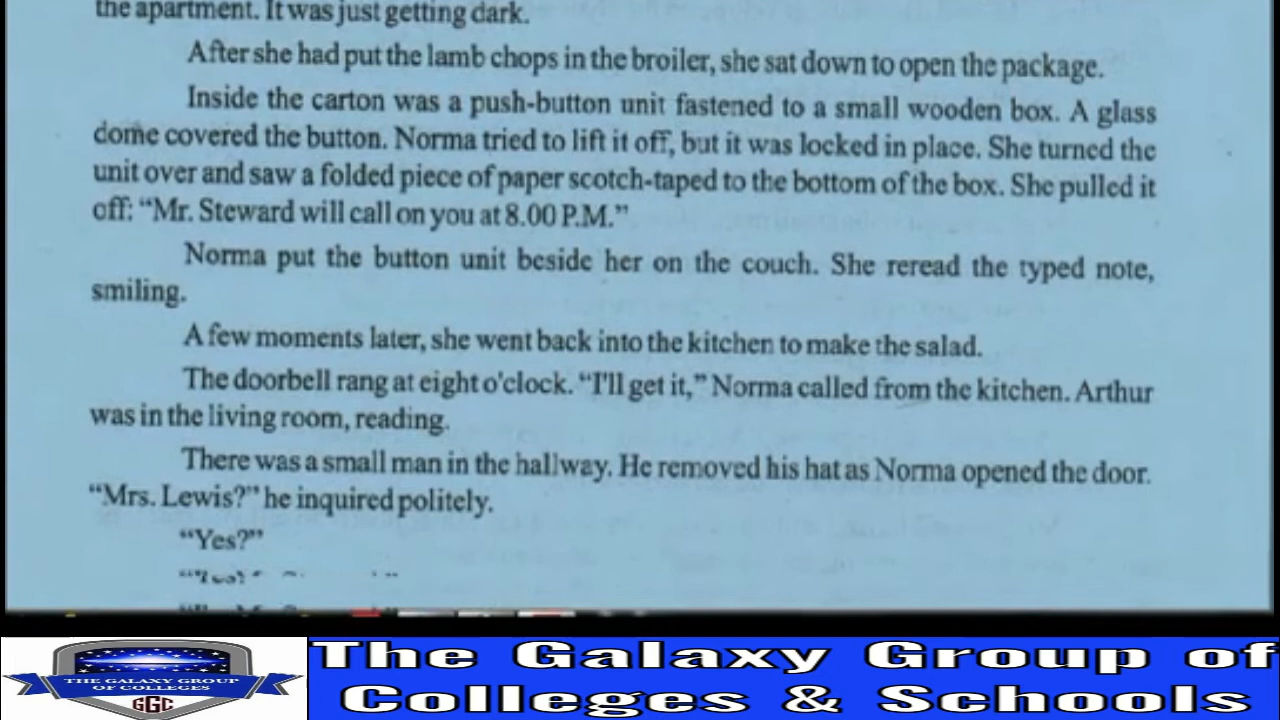 the apartment. It was just getting dark.
After she had put the lamb chops in the broiler, she sat down to open the package.
Inside the carton was a push-button unit fastened to a small wooden box. A glass
dome covered the button. Norma tried to lift it off, but it was locked in place. She turned the
unit over and saw a folded piece of paper scotch-taped to the bottom of the box. She pulled it
off: “Mr. Steward will call on you at 8.00 P.M.”
Norma put the button unit beside her on the couch. She reread the typed note,
smiling.
A few moments later, she went back into the kitchen to make the salad.
The doorbell rang at eight o'clock. “I'll get it,” Norma called from the kitchen. Arthur
was in the living room, reading.
There was a small man in the hallway. He removed his hat as Norma opened the door.
“Mrs. Lewis?” he inquired politely.
“Yes?”
THE GALAXY GROUP
OF COLLEGES
GGC
The Galaxy Group of
Colleges & Schools